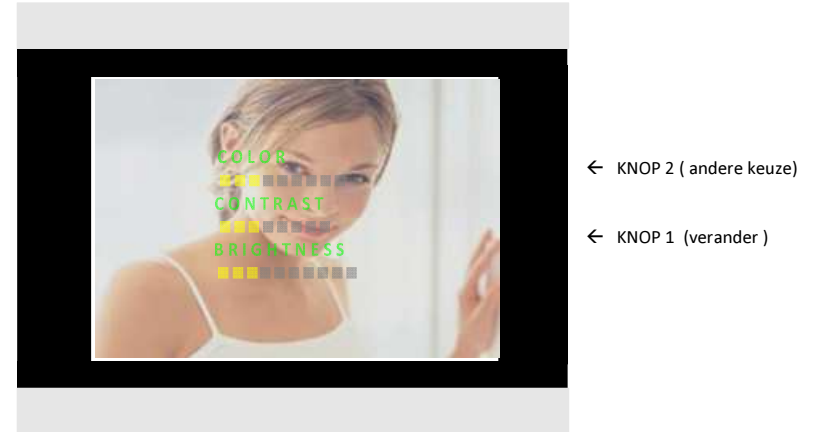 COLOR
← KNOP 2 ( andere keuze)
CONTRAST
← KNOP 1 (verander )
BRIGHTNESS